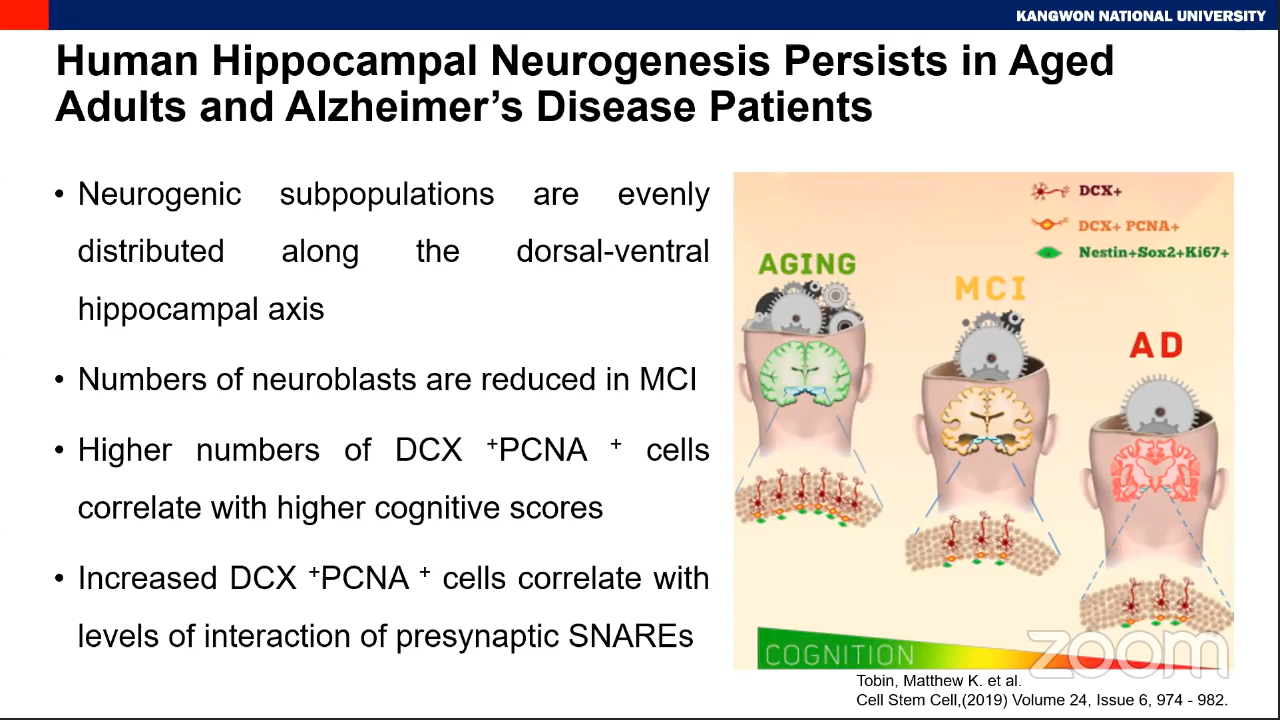 KANGWON NATIONAL UNIVERSITY
Human Hippocampal Neurogenesis Persists in Aged
Adults and Alzheimer’s Disease Patients
• Neurogenic subpopulations are evenly
distributed along the dorsal-ventral
hippocampal axis
• Numbers of neuroblasts are reduced in MCI
• Higher numbers of DCX ⁺PCNA ⁺ cells
correlate with higher cognitive scores
• Increased DCX ⁺PCNA ⁺ cells correlate with
levels of interaction of presynaptic SNAREs
DCX+
DCX+ PCNA+
Nestin+Sox2+Ki67+
AGING
MCI
AD
COGNITION
zoom
Tobin, Matthew K. et al.
Cell Stem Cell,(2019) Volume 24, Issue 6, 974 - 982.